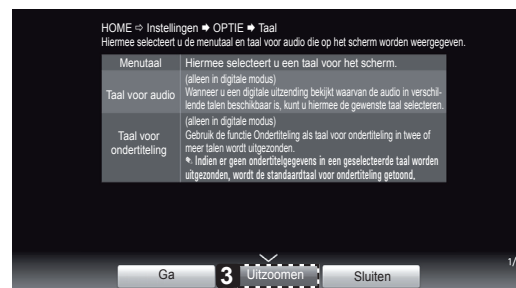 HOME ⇨ Instellingen ➡ OPTIE ➡ Taal
Hiermee selecteert u de menutaal en taal voor audio die op het scherm worden weergegeven.
Menutaal
Hiermee selecteert u een taal voor het scherm.
Taal voor audio
(alleen in digitale modus)
Wanneer u een digitale uitzending bekijkt waarvan de audio in verschil-
lende talen beschikbaar is, kunt u hiermee de gewenste taal selecteren.
Taal voor
ondertiteling
(alleen in digitale modus)
Gebruik de functie Ondertiteling als taal voor ondertiteling in twee of
meer talen wordt uitgezonden.
Indien er geen ondertitelgegevens in een geselecteerde taal worden
uitgezonden, wordt de standaardtaal voor ondertiteling getoond.
Ga
3
Uitzoomen
Sluiten
1/